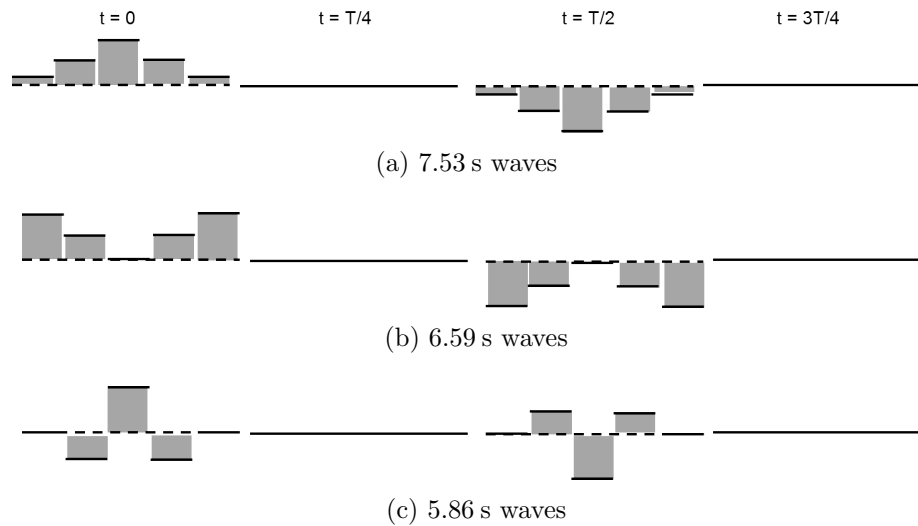 t = 0 t = T/4 t = T/2 t = 3T/4
(a) 7.53 s waves
(b) 6.59 s waves
(c) 5.86 s waves